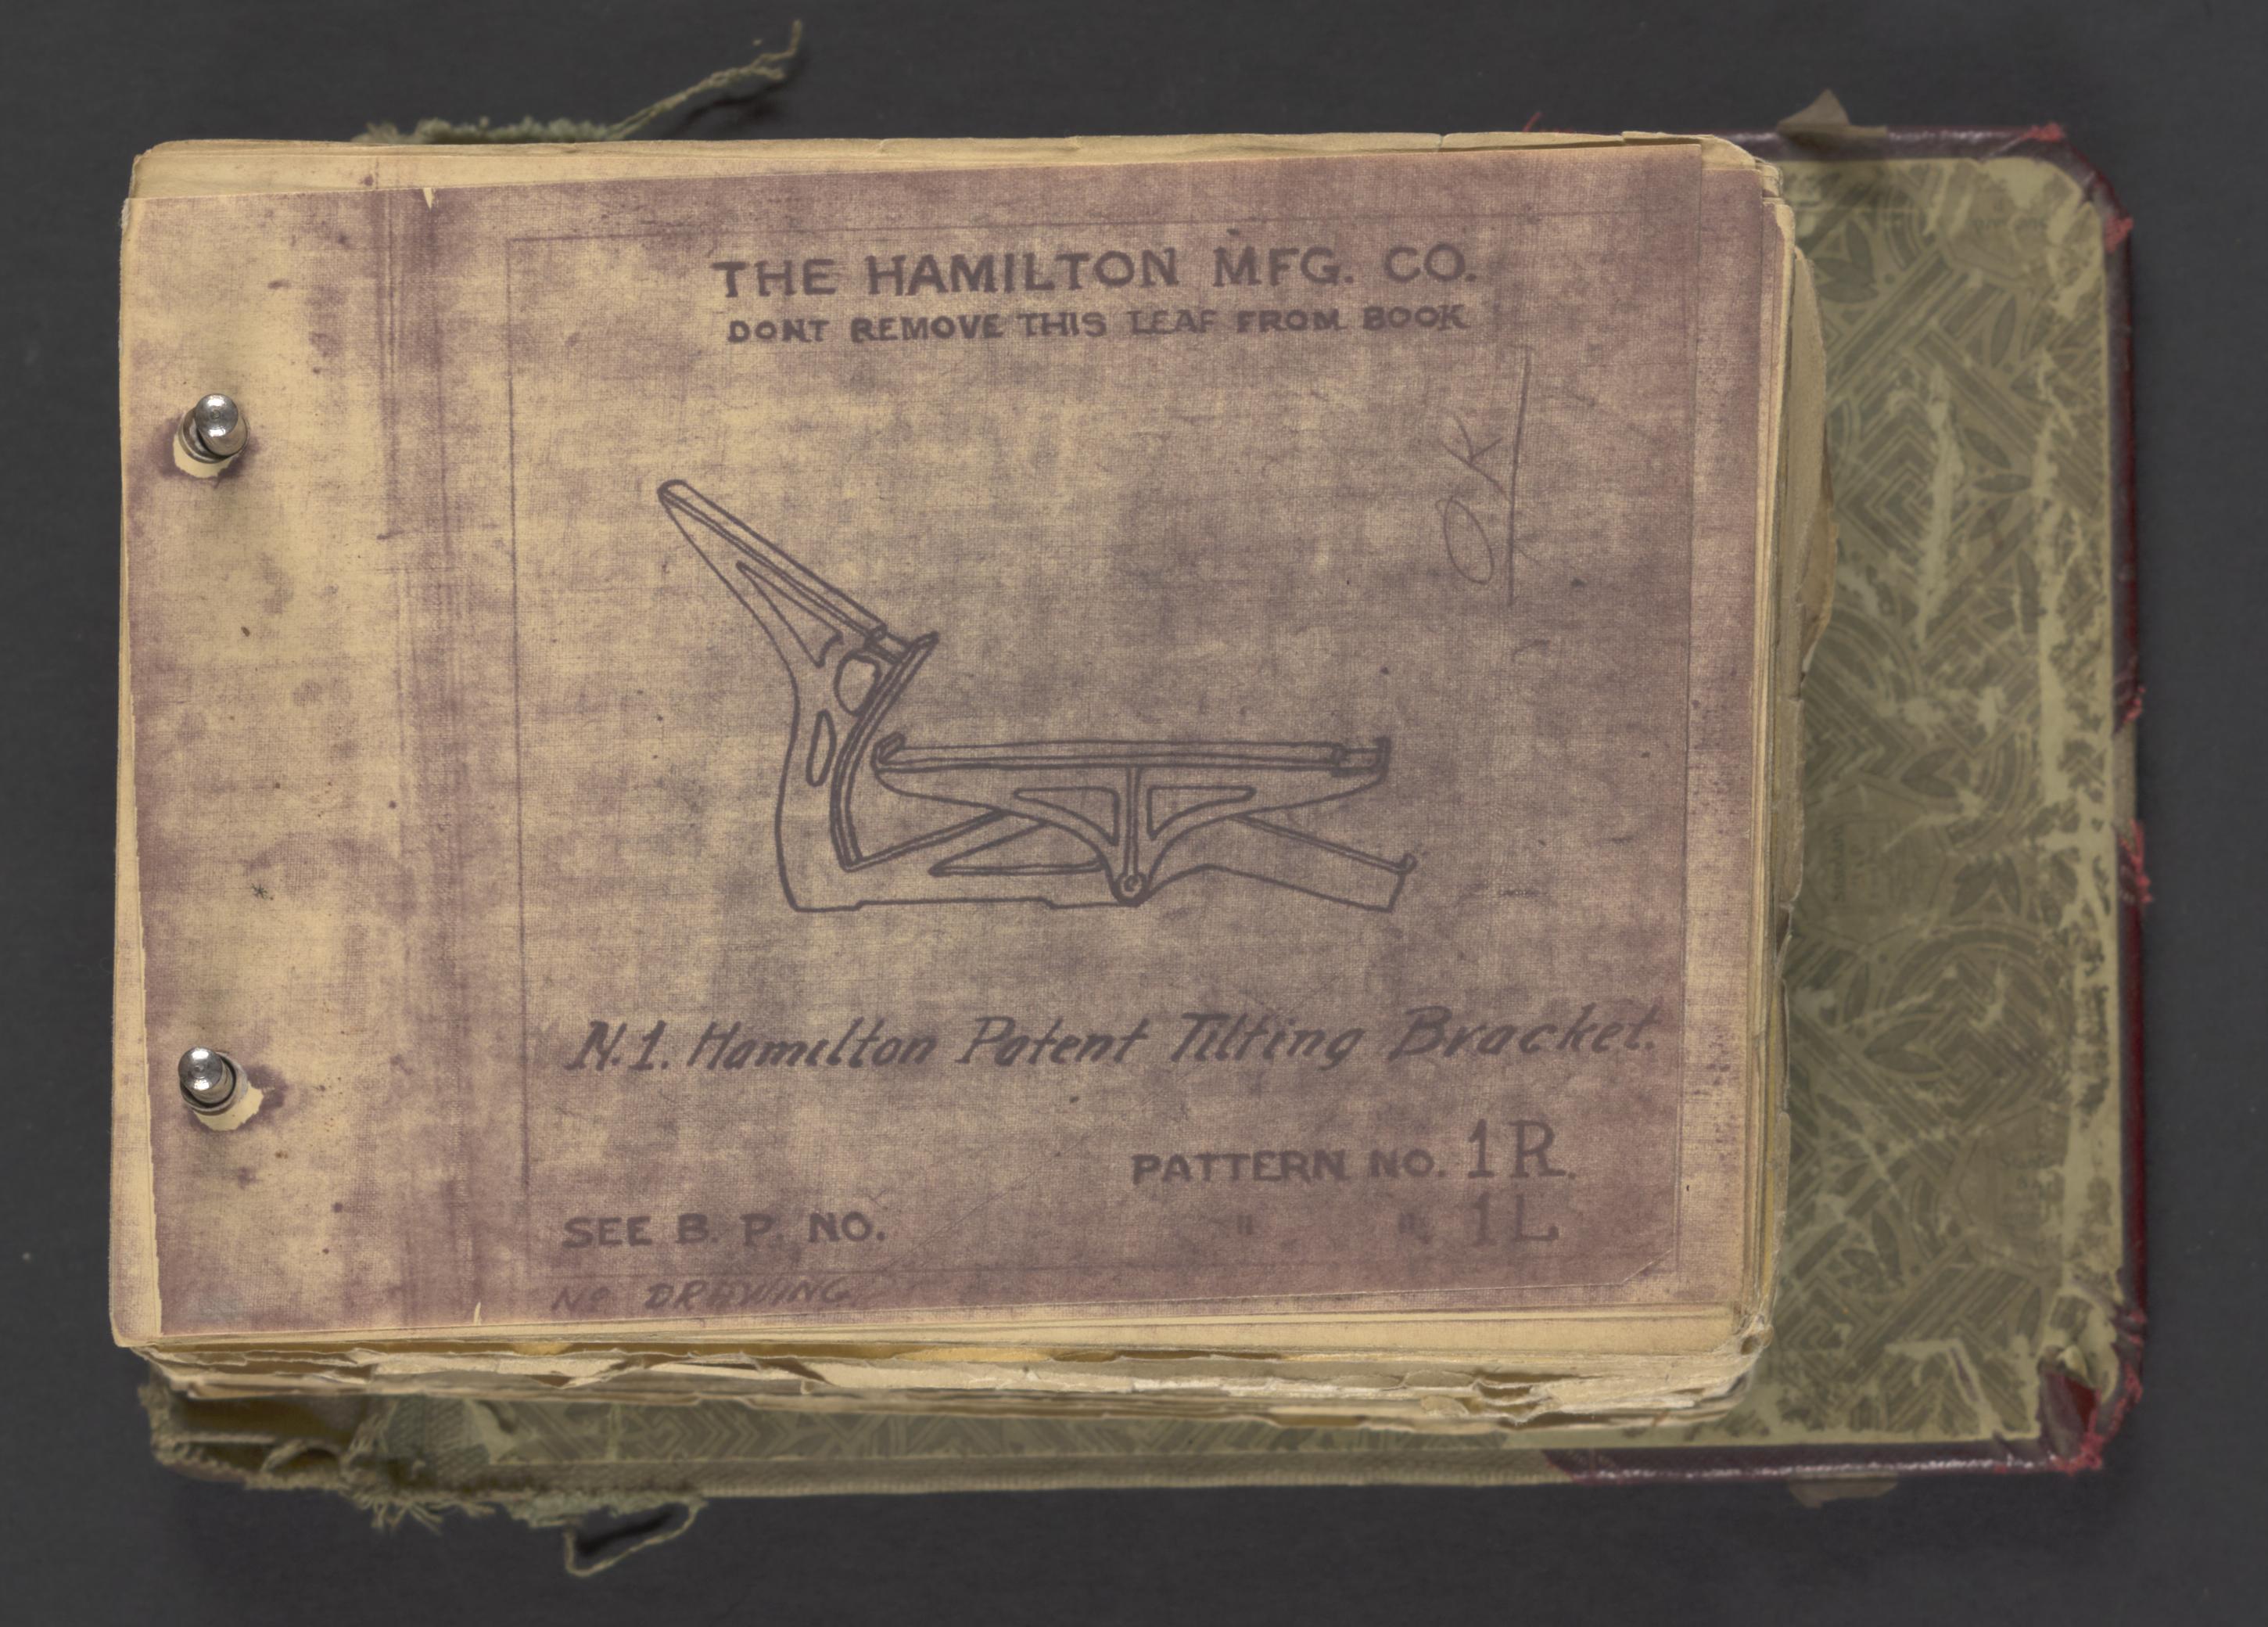 THE HAMILTON MFG. CO.
DONT REMOVE THIS LEAF FROM BOOK
OK
N.1. Hamilton Patent Tilting Bracket.
PATTERN NO. 1R.
" " 1L
SEE B. P. NO.
No DRAWING.